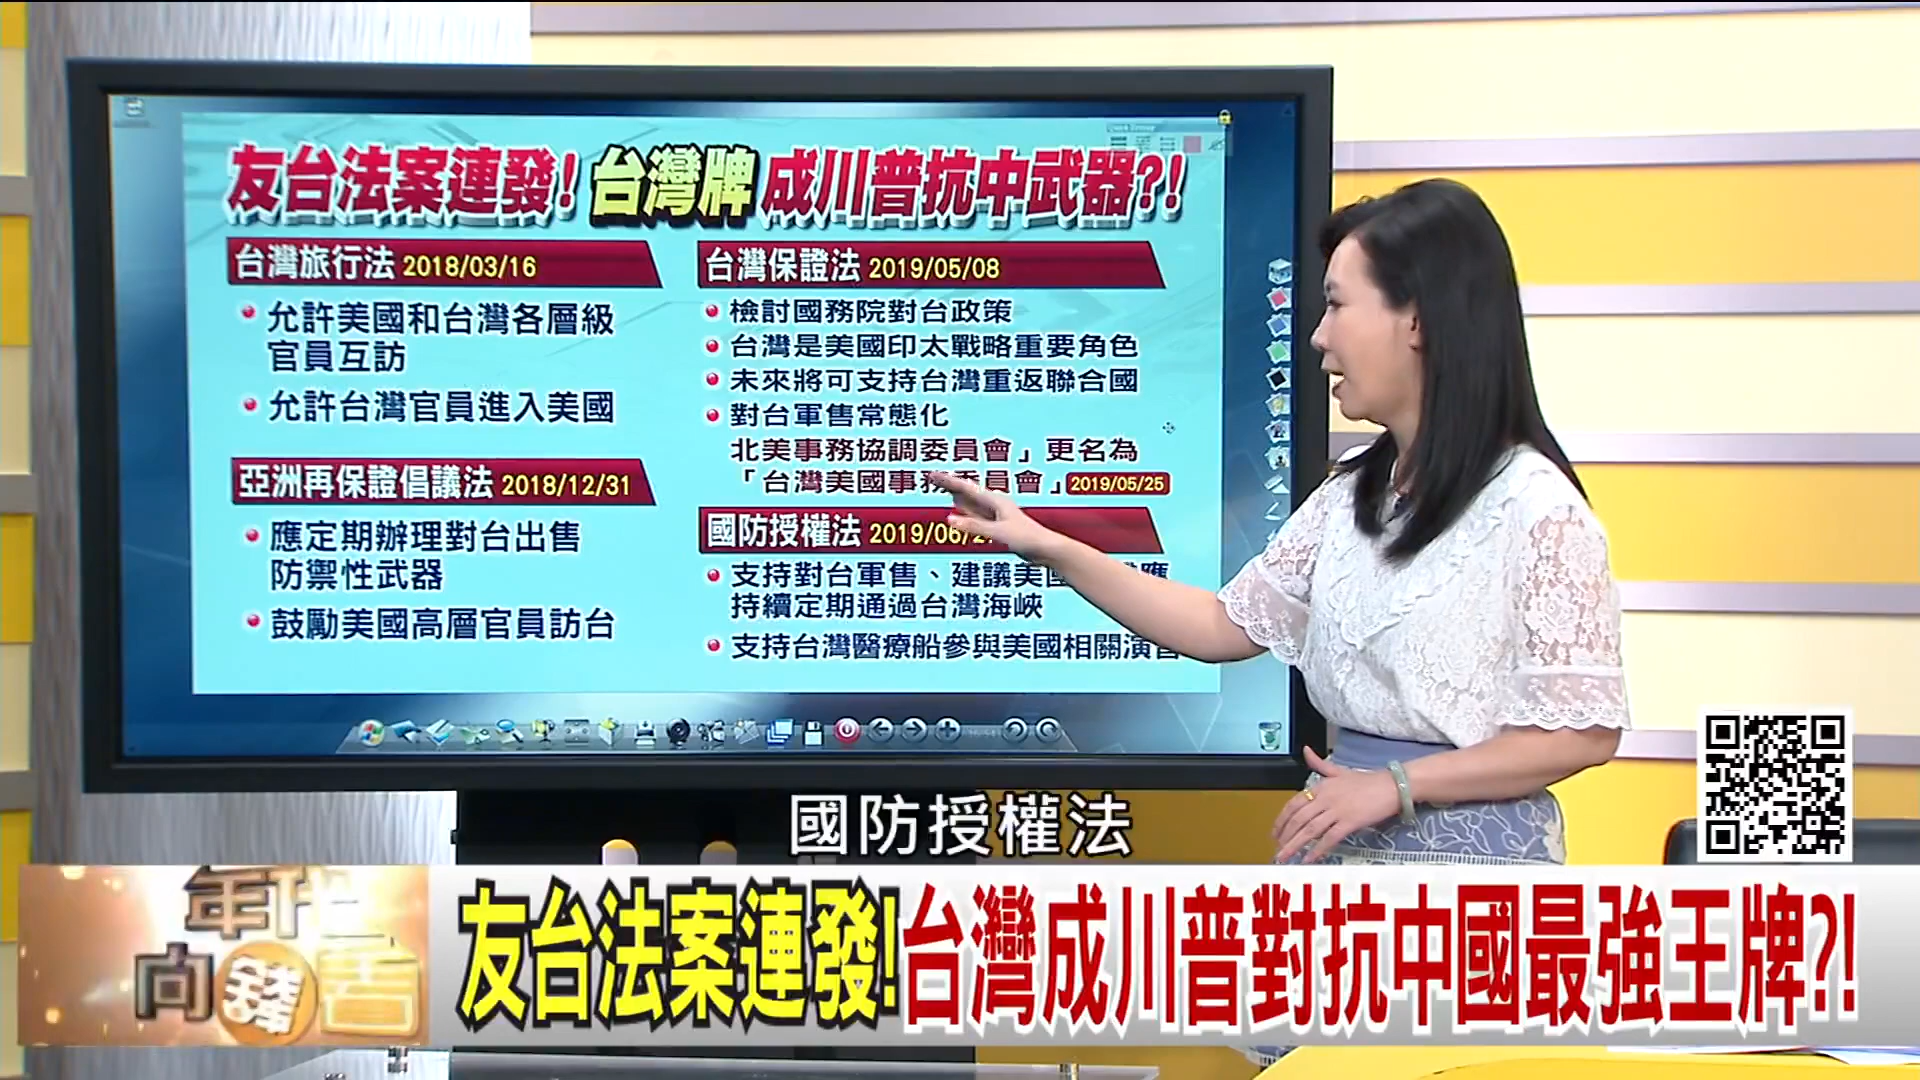 友台法案連發!台灣牌成川普抗中武器?!
台灣旅行法 2018/03/16
允許美國和台灣各層級
官員互訪
允許台灣官員進入美國
亞洲再保證倡議法 2018/12/31
應定期辦理對台出售
防禦性武器
鼓勵美國高層官員訪台
台灣保證法 2019/05/08
檢討國務院對台政策
台灣是美國印太戰略重要角色
未來將可支持台灣重返聯合國
對台軍售常態化
北美事務協調委員會」更名為
「台灣美國事務委員會」2019/05/25
國防授權法 2019/06/2
支持對台軍售、建議美
持續定期通過台灣海峽
支持台灣醫療船參與美國相關演
國防授權法
年代
向錢看
友台法案連發!台灣成川普對抗中國最強王牌?!